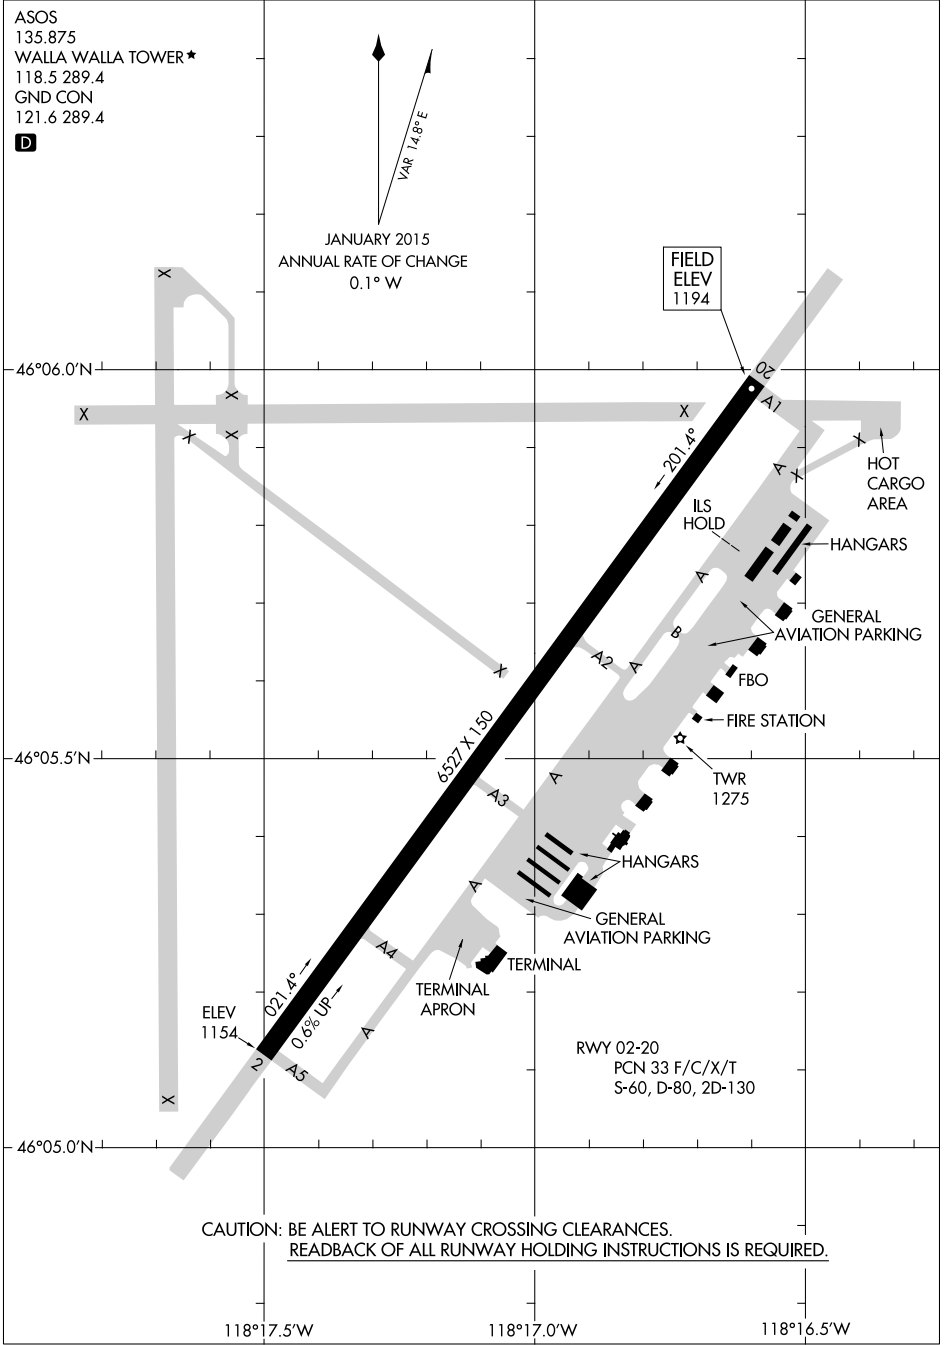 ASOS
135.875
WALLA WALLA TOWER★
118.5 289.4
GND CON
121.6 289.4
D
VAR 14.8° E
JANUARY 2015
ANNUAL RATE OF CHANGE
0.1° W
FIELD
ELEV
1194
X
46°06.0'N
20
X
X
X
A1
X
X
X
X
201.4°
A
X
HOT
CARGO
AREA
ILS
HOLD
HANGARS
A
GENERAL
AVIATION PARKING
B
A2
A
X
FBO
FIRE STATION
6527 X 150
46°05.5'N
A
TWR
1275
A3
HANGARS
A
GENERAL
AVIATION PARKING
A4
TERMINAL
021.4°
TERMINAL
APRON
0.6% UP
ELEV
1154
A
2
A5
RWY 02-20
PCN 33 F/C/X/T
S-60, D-80, 2D-130
X
46°05.0'N
CAUTION: BE ALERT TO RUNWAY CROSSING CLEARANCES.
READBACK OF ALL RUNWAY HOLDING INSTRUCTIONS IS REQUIRED.
118°17.5'W
118°17.0'W
118°16.5'W